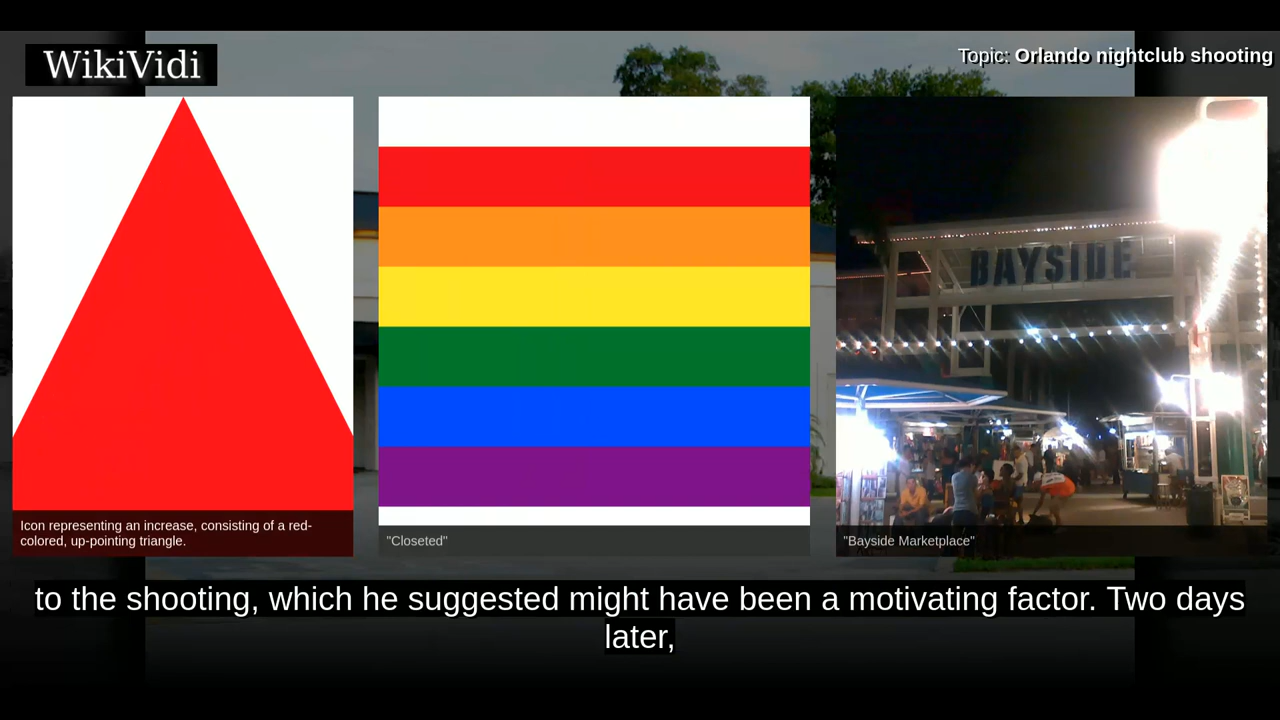 WikiVidi
Topic: Orlando nightclub shooting
BAYSIDE
Icon representing an increase, consisting of a red-
colored, up-pointing triangle.
"Closeted"
"Bayside Marketplace"
to the shooting, which he suggested might have been a motivating factor. Two days
later,